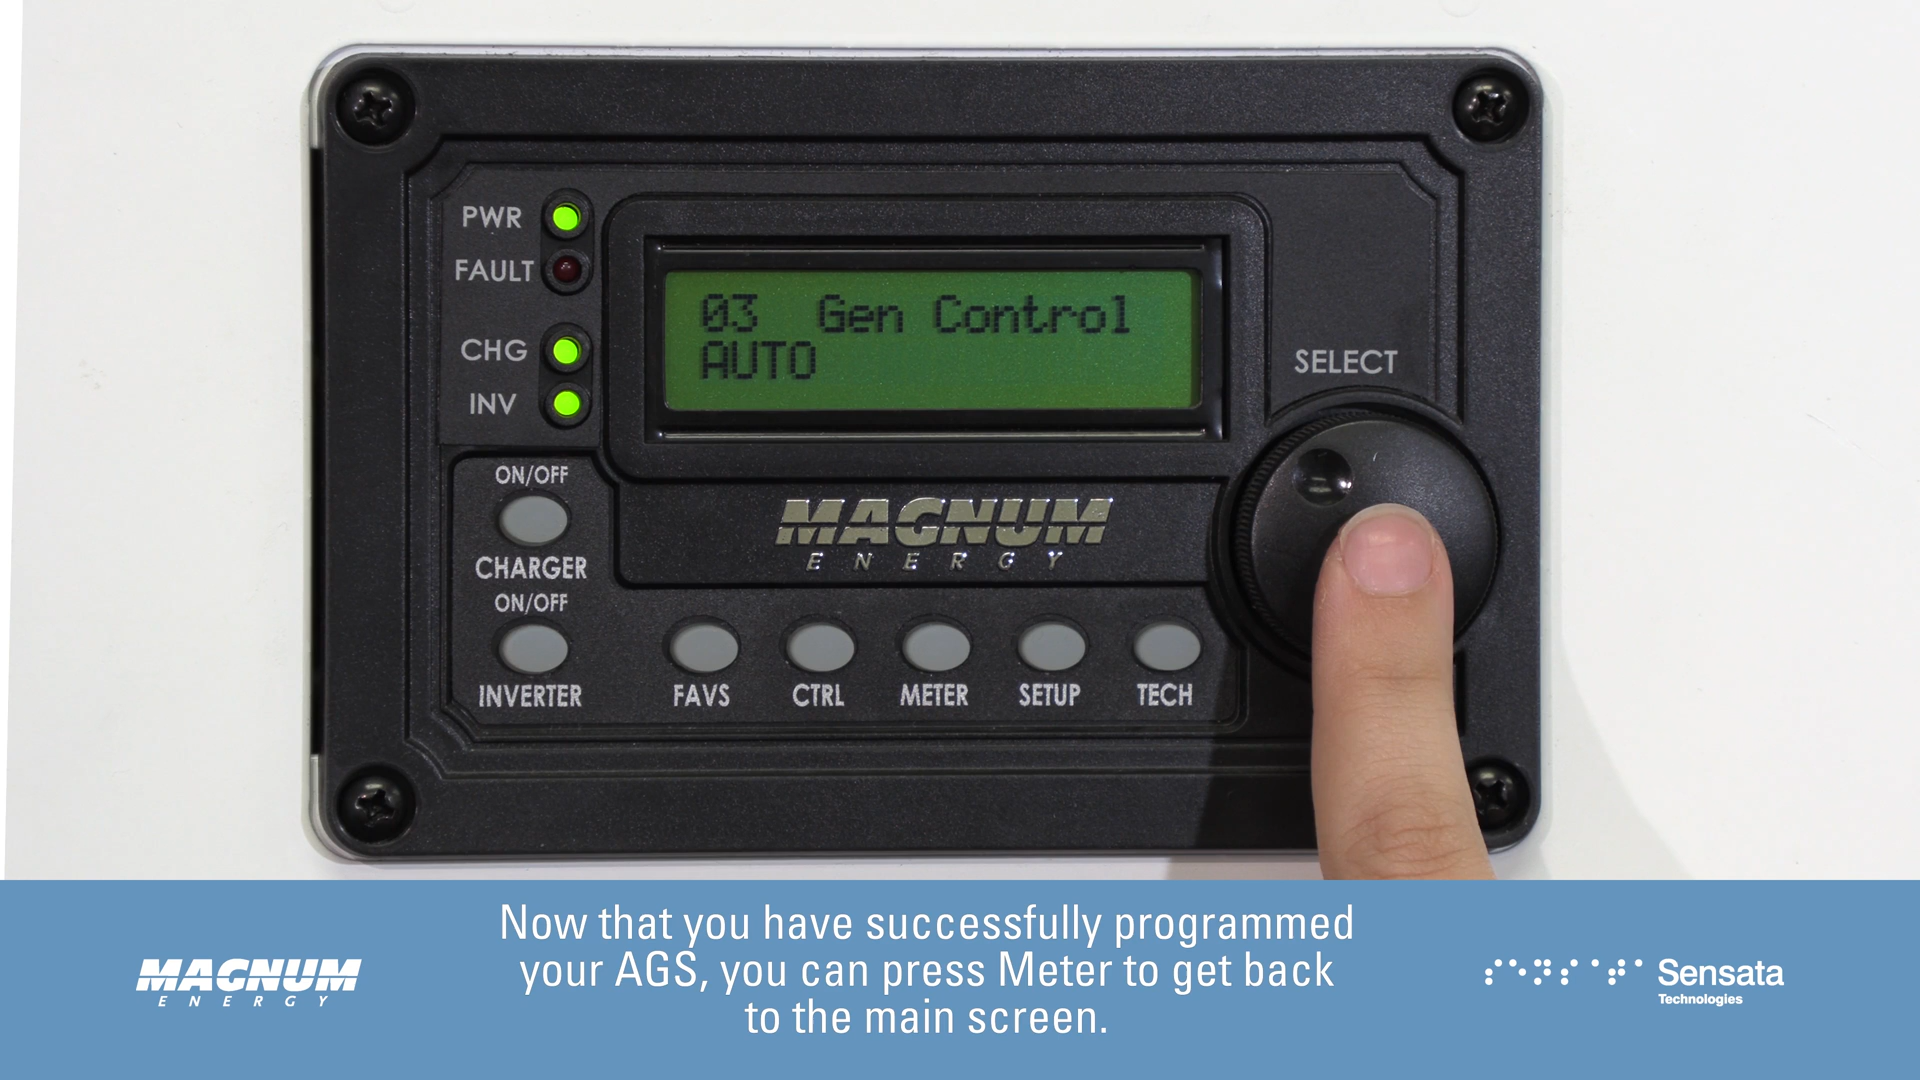 PWR
FAULT
CHG
INV
03 Gen Control
AUTO
SELECT
ON/OFF
CHARGER
ON/OFF
INVERTER
MAGNUM
ENERGY
FAVS
CTRL
METER
SETUP
TECH
MAGNUM
ENERGY
Now that you have successfully programmed
your AGS, you can press Meter to get back
to the main screen.
Sensata
Technologies